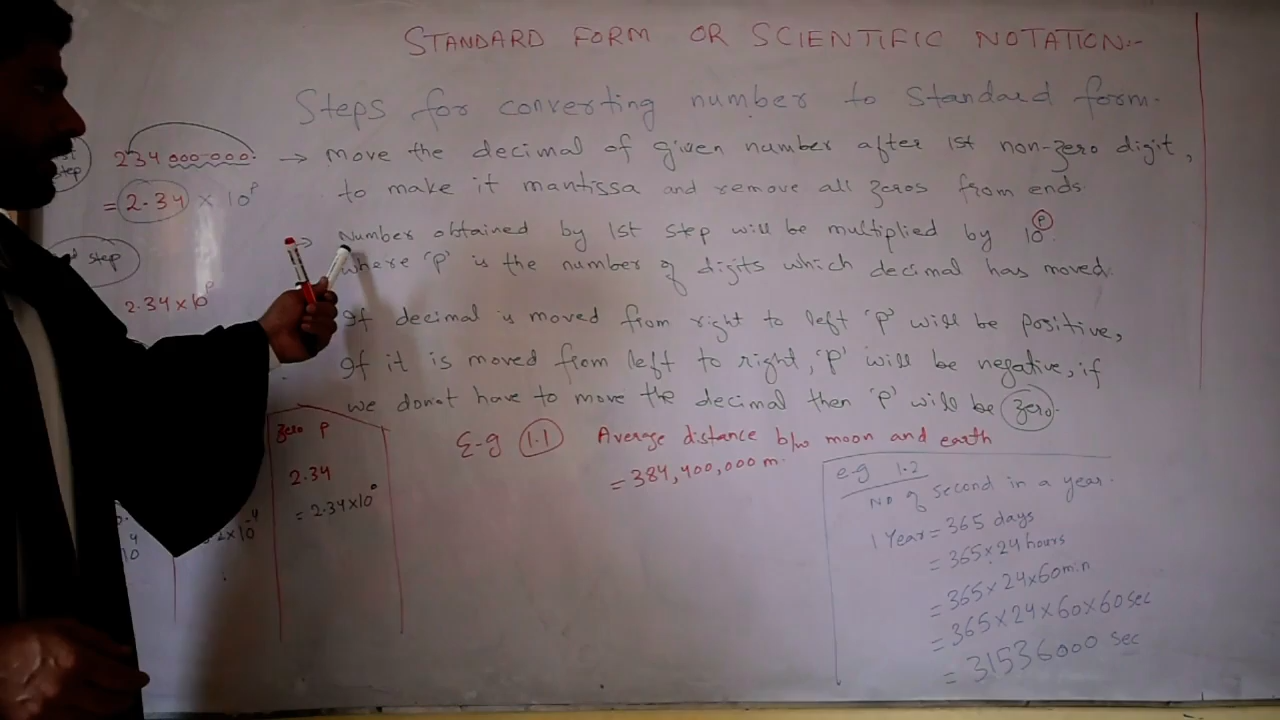 STANDARD FORM OR SCIENTIFIC NOTATION:-
Steps for converting number to Standard form.
→ Move the decimal of given number after 1st non-zero digit,
to make it mantissa and remove all zeros from ends.
→ Number obtained by 1st step will be multiplied by 10^p.
where 'p' is the number of digits which decimal has moved.
If decimal is moved from right to left 'p' will be positive,
If it is moved from left to right, 'p' will be negative, if
we donot have to move the decimal then 'p' will be zero.
step
234 000 000.
= 2.34 × 10^p
step
2.34 × 10^p
4
10
2×10^-4
Zero P
2.34
= 2.34×10^0
E-g 1.1 Average distance b/w moon and earth
= 384,400,000 m.
e-g 1.2
No of second in a year.
1 Year = 365 days
= 365×24 hours
= 365×24×60 min
= 365×24×60×60 sec
= 31536000 sec